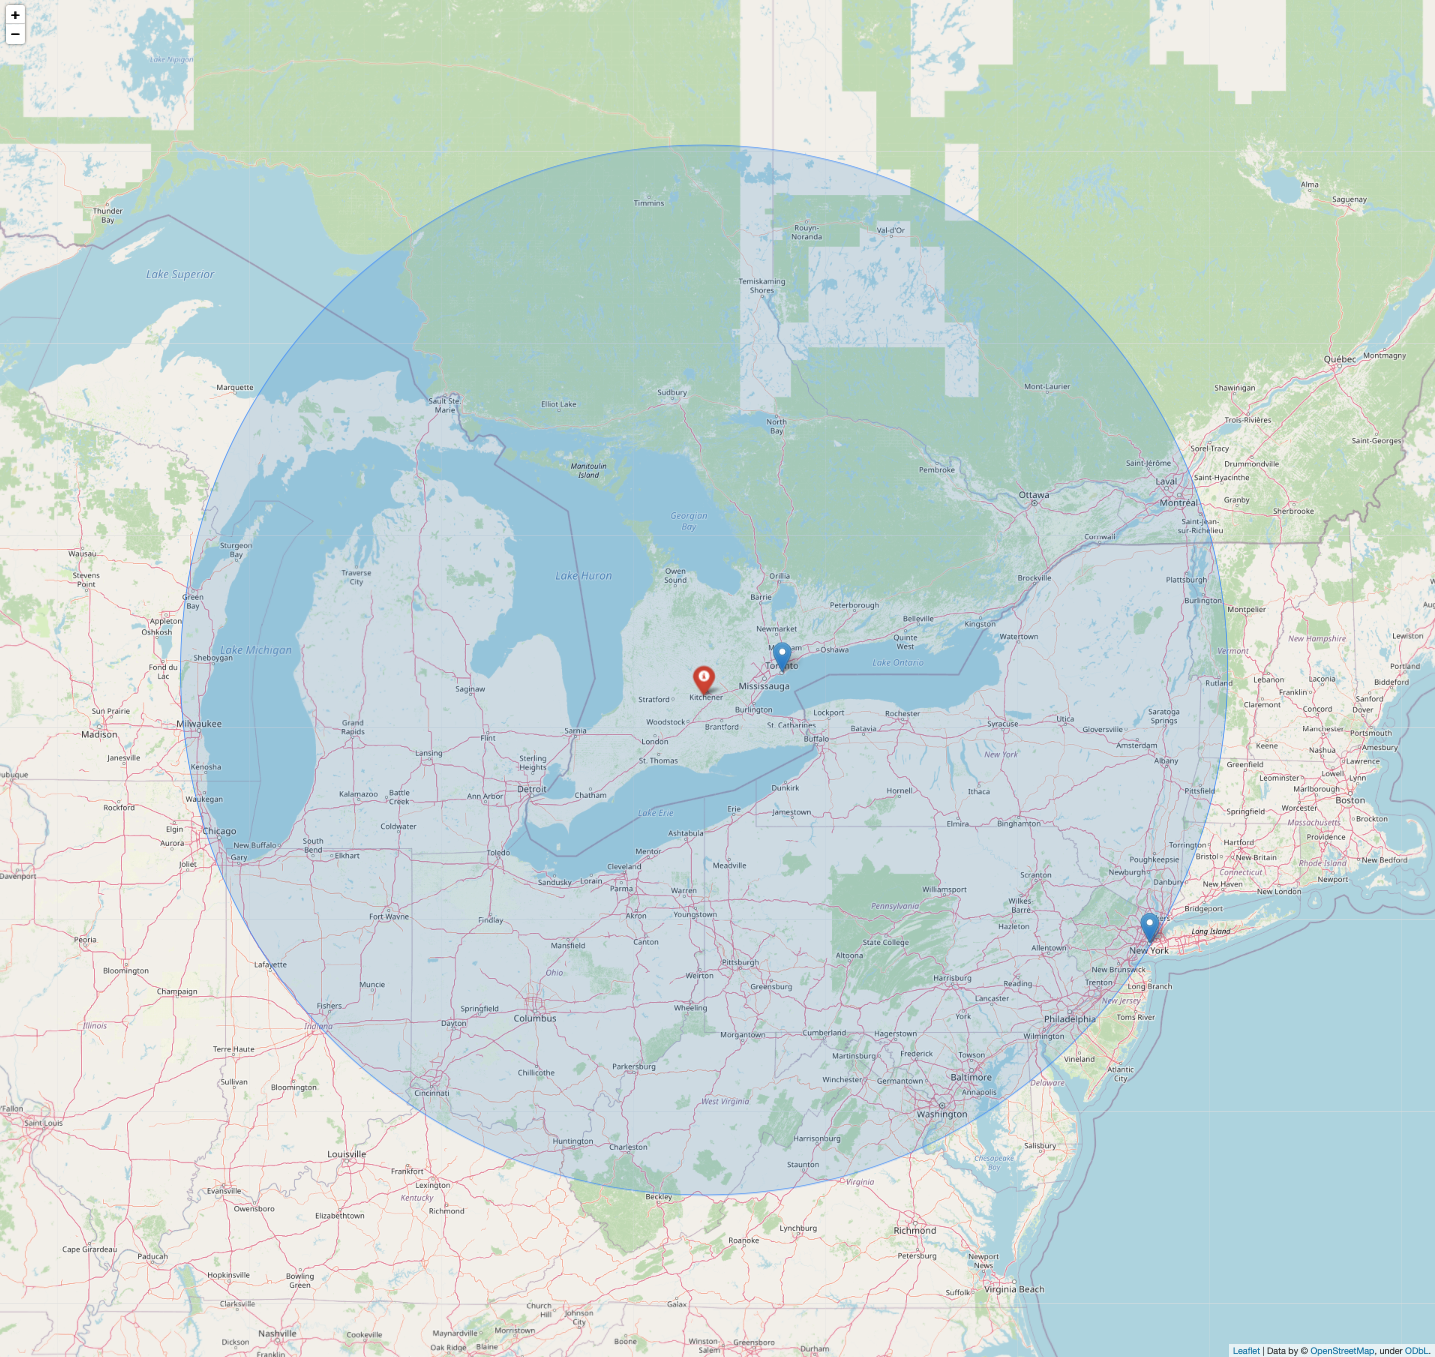 +
−
Lake Nipigon
Thunder
Bay
Lake Superior
Marquette
Sault Ste.
Marie
Elliot Lake
Sudbury
Timmins
Rouyn-
Noranda
Val-d'Or
Temiskaming
Shores
North
Bay
Mont-Laurier
Alma
Saguenay
Québec
Montmagny
Shawinigan
Trois-Rivières
Saint-Georges
Sorel-Tracy
Drummondville
Saint-Hyacinthe
Granby
Sherbrooke
Saint-Jérôme
Laval
Montréal
Saint-Jean-
sur-Richelieu
Pembroke
Ottawa
Cornwall
Manitoulin
Island
Georgian
Bay
Lake Huron
Owen
Sound
Orillia
Barrie
Newmarket
Peterborough
Belleville
Quinte
West
Kingston
Brockville
Watertown
Plattsburgh
Burlington
Montpelier
Vermont
New Hampshire
Lewiston
Portland
Biddeford
Rutland
Lebanon
Laconia
Franklin
Sanford
Claremont
Concord
Dover
Manchester
Portsmouth
Keene
Nashua
Amesbury
Wausau
Stevens
Point
Sturgeon
Bay
Green
Bay
Appleton
Oshkosh
Fond du
Lac
Sheboygan
Lake Michigan
Traverse
City
Saginaw
Sun Prairie
Madison
Milwaukee
Janesville
Kenosha
Waukegan
Rockford
Elgin
Chicago
Aurora
Joliet
Gary
New Buffalo
Davenport
Grand
Rapids
Lansing
Flint
Kalamazoo
Battle
Creek
Ann Arbor
Sterling
Heights
Detroit
Sarnia
Chatham
Coldwater
South
Bend
Elkhart
Toledo
Stratford
Kitchener
Woodstock
London
St. Thomas
Brantford
Burlington
Mississauga
Toronto
Oshawa
Lake Ontario
St. Catharines
Lockport
Batavia
Rochester
Buffalo
Syracuse
Utica
Gloversville
Saratoga
Springs
Amsterdam
Albany
New York
Dunkirk
Jamestown
Hornell
Ithaca
Elmira
Binghamton
Pittsfield
Greenfield
Leominster
Lowell
Lawrence
Lynn
Marlborough
Worcester
Boston
Springfield
Massachusetts
Brockton
Providence
Torrington
Hartford
Bristol
New Britain
Rhode Island
New Bedford
Connecticut
Newport
New Haven
New London
Bridgeport
Danbury
Poughkeepsie
Newburgh
Lake Erie
Erie
Ashtabula
Mentor
Cleveland
Meadville
Sandusky
Lorain
Parma
Warren
Akron
Youngstown
Canton
Findlay
Fort Wayne
Mansfield
Ohio
Pennsylvania
Williamsport
Scranton
Wilkes-
Barre
Hazleton
State College
Altoona
Allentown
Pittsburgh
Weirton
Greensburg
Harrisburg
Reading
Lancaster
York
New York
Long Island
New Brunswick
Long Branch
Trenton
New Jersey
Toms River
Philadelphia
Wilmington
Vineland
Atlantic
City
Delaware
Peoria
Bloomington
Champaign
Illinois
Lafayette
Muncie
Fishers
Indiana
Terre Haute
Sullivan
Bloomington
Springfield
Dayton
Columbus
Wheeling
Morgantown
Cumberland
Hagerstown
Martinsburg
Frederick
Towson
Winchester
Germantown
Baltimore
Annapolis
Washington
Chillicothe
Parkersburg
Cincinnati
West Virginia
Harrisonburg
Salisbury
Chesapeake
Bay
O'Fallon
Saint Louis
Louisville
Frankfort
Lexington
Kentucky
Richmond
Huntington
Charleston
Beckley
Staunton
Virginia
Evansville
Owensboro
Elizabethtown
Lynchburg
Richmond
Roanoke
Petersburg
Cape Girardeau
Paducah
Hopkinsville
Bowling
Green
Newport
News
Suffolk
Virginia Beach
Clarksville
Church
Hill
Johnson
City
Galax
Dickson
Nashville
Franklin
Cookeville
Maynardville
Oak Ridge
Morristown
Blaine
Boone
Winston-
Salem
Greensboro
Leaflet | Data by © OpenStreetMap, under ODbL.